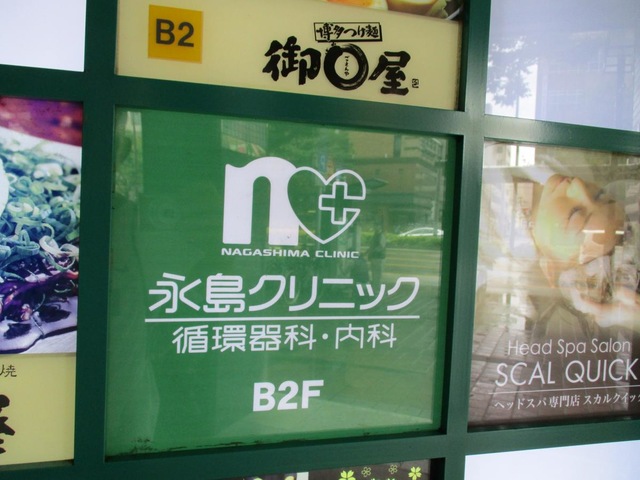 B2
博多つけ麺
御〇屋
NAGASHIMA CLINIC
永島クリニック
循環器科・内科
B2F
Head Spa Salon
SCAL QUICK
ヘッドスパ専門店 スカルクイッ
焼